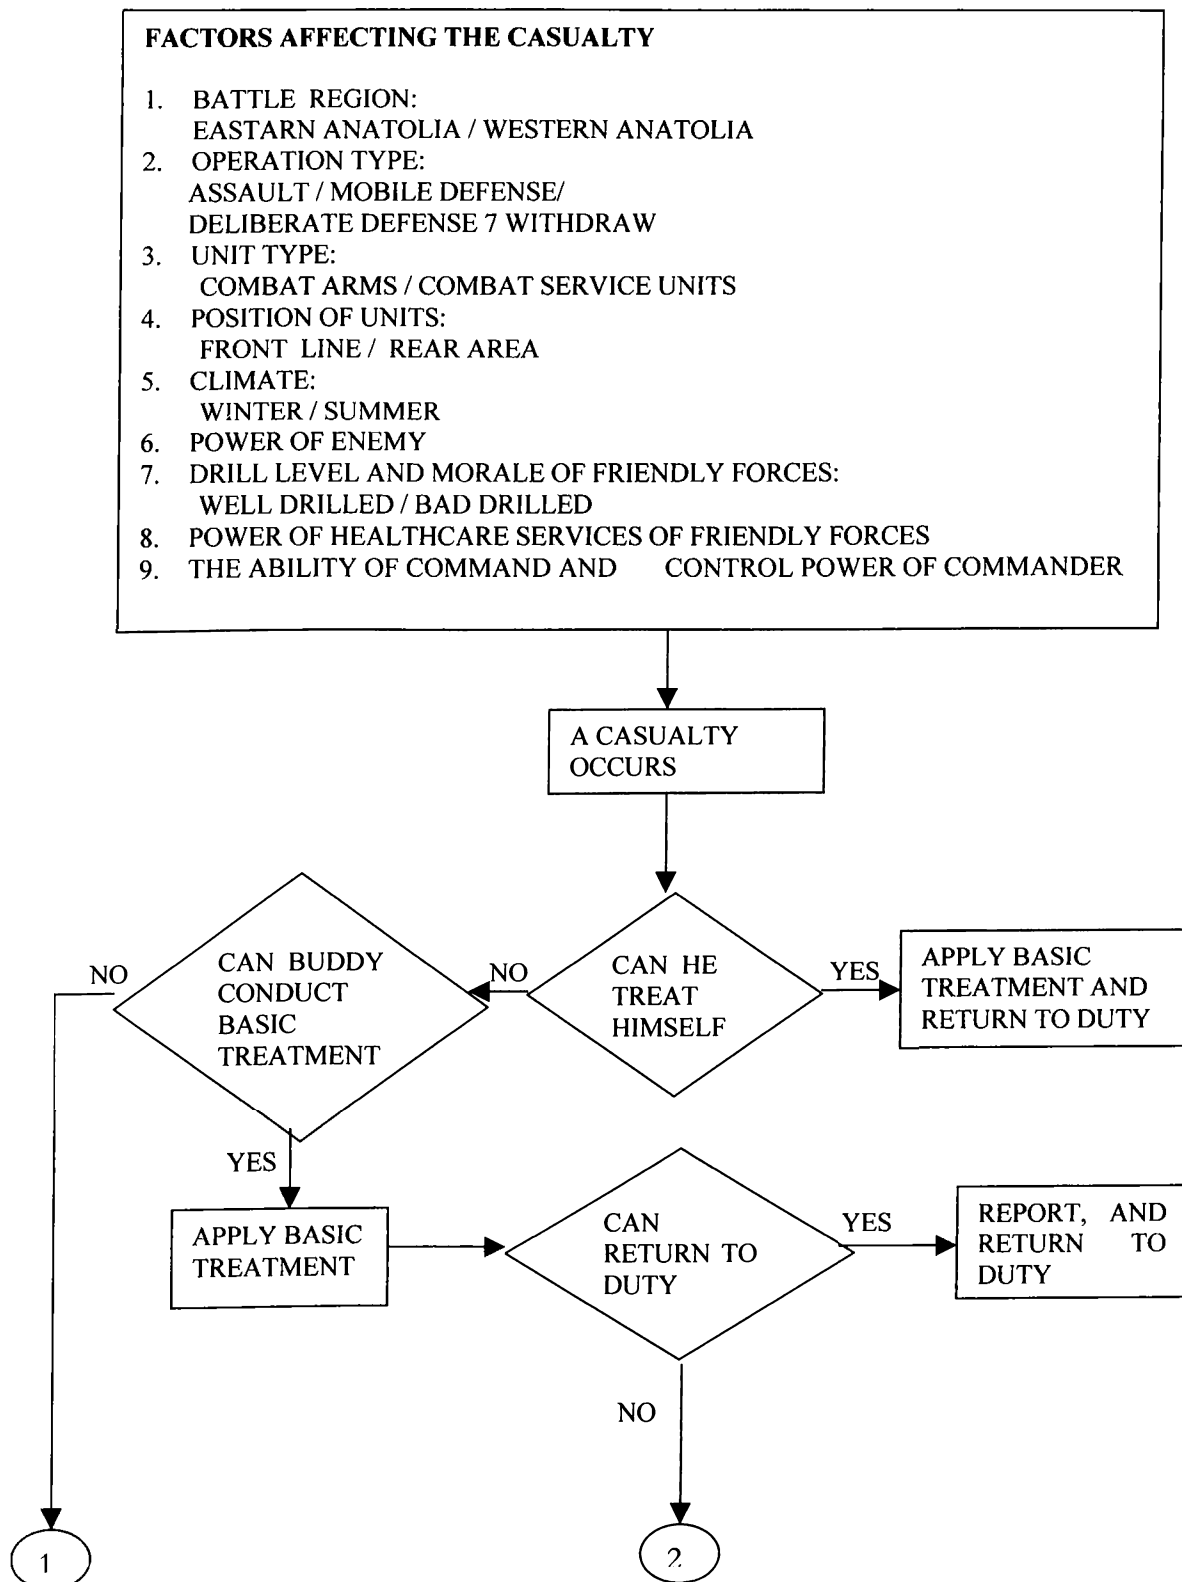 FACTORS AFFECTING THE CASUALTY
1. BATTLE REGION:
EASTARN ANATOLIA / WESTERN ANATOLIA
2. OPERATION TYPE:
ASSAULT / MOBILE DEFENSE/
DELIBERATE DEFENSE 7 WITHDRAW
3. UNIT TYPE:
COMBAT ARMS / COMBAT SERVICE UNITS
4. POSITION OF UNITS:
FRONT LINE / REAR AREA
5. CLIMATE:
WINTER / SUMMER
6. POWER OF ENEMY
7. DRILL LEVEL AND MORALE OF FRIENDLY FORCES:
WELL DRILLED / BAD DRILLED
8. POWER OF HEALTHCARE SERVICES OF FRIENDLY FORCES
9. THE ABILITY OF COMMAND AND CONTROL POWER OF COMMANDER
A CASUALTY
OCCURS
CAN HE
TREAT
HIMSELF
YES
APPLY BASIC
TREATMENT AND
RETURN TO DUTY
NO
CAN BUDDY
CONDUCT
BASIC
TREATMENT
NO
YES
APPLY BASIC
TREATMENT
CAN
RETURN TO
DUTY
YES
REPORT, AND
RETURN TO
DUTY
NO
1
2